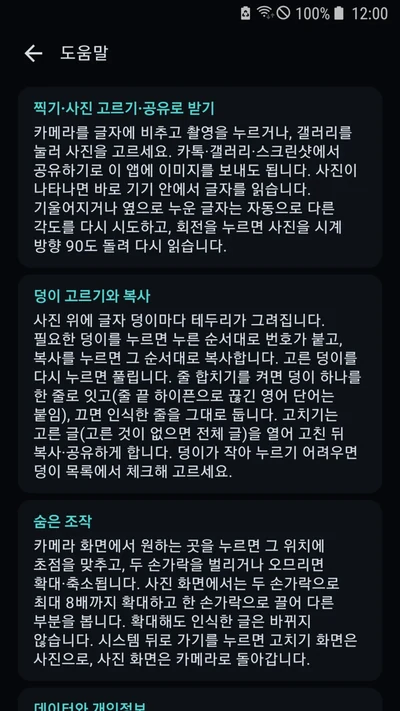 100% 12:00
도움말
찍기·사진 고르기·공유로 받기
카메라를 글자에 비추고 촬영을 누르거나, 갤러리를
눌러 사진을 고르세요. 카톡·갤러리·스크린샷에서
공유하기로 이 앱에 이미지를 보내도 됩니다. 사진이
나타나면 바로 기기 안에서 글자를 읽습니다.
기울어지거나 옆으로 누운 글자는 자동으로 다른
각도를 다시 시도하고, 회전을 누르면 사진을 시계
방향 90도 돌려 다시 읽습니다.
덩이 고르기와 복사
사진 위에 글자 덩이마다 테두리가 그려집니다.
필요한 덩이를 누르면 누른 순서대로 번호가 붙고,
복사를 누르면 그 순서대로 복사합니다. 고른 덩이를
다시 누르면 풀립니다. 줄 합치기를 켜면 덩이 하나를
한 줄로 잇고(줄 끝 하이픈으로 끊긴 영어 단어는
붙임), 끄면 인식한 줄을 그대로 둡니다. 고치기는
고른 글(고른 것이 없으면 전체 글)을 열어 고친 뒤
복사·공유하게 합니다. 덩이가 작아 누르기 어려우면
덩이 목록에서 체크해 고르세요.
숨은 조작
카메라 화면에서 원하는 곳을 누르면 그 위치에
초점을 맞추고, 두 손가락을 벌리거나 오므리면
확대·축소됩니다. 사진 화면에서는 두 손가락으로
최대 8배까지 확대하고 한 손가락으로 끌어 다른
부분을 봅니다. 확대해도 인식한 글은 바뀌지
않습니다. 시스템 뒤로 가기를 누르면 고치기 화면은
사진으로, 사진 화면은 카메라로 돌아갑니다.
데이터와 개인정보